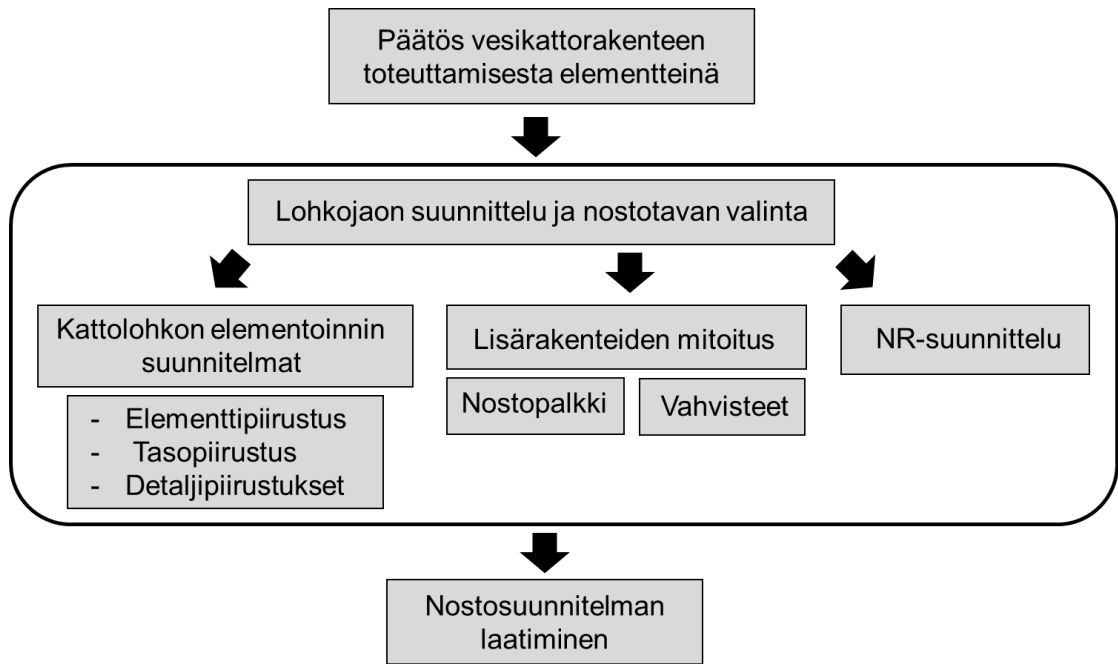 Päätös vesikattorakenteen
toteuttamisesta elementteinä
Lohkojaon suunnittelu ja nostotavan valinta
Kattolohkon elementoinnin
suunnitelmat
- Elementtipiirustus
- Tasopiirustus
- Detaljipiirustukset
Lisärakenteiden mitoitus
Nostopalkki
Vahvisteet
NR-suunnittelu
Nostosuunnitelman
laatiminen